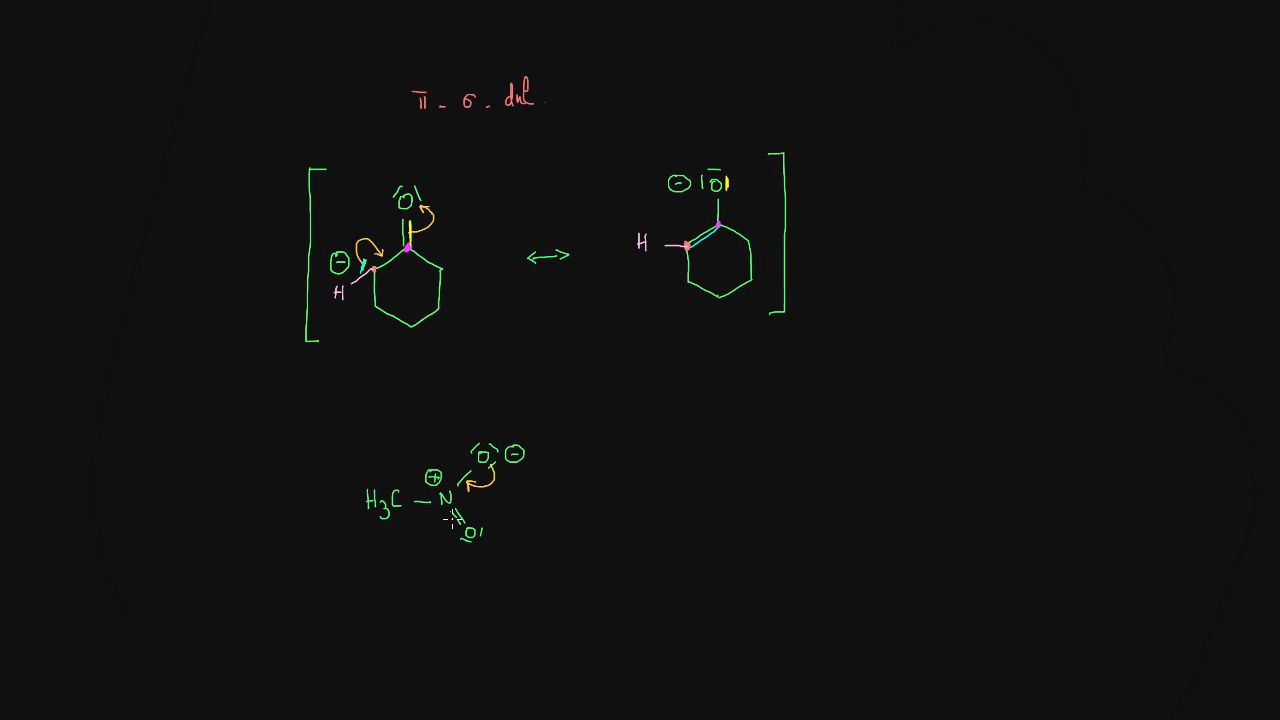 π - σ - dnl
O
⊖ |O|
⊖
H
H
⟷
O ⊖
⊕
H₃C – N
O